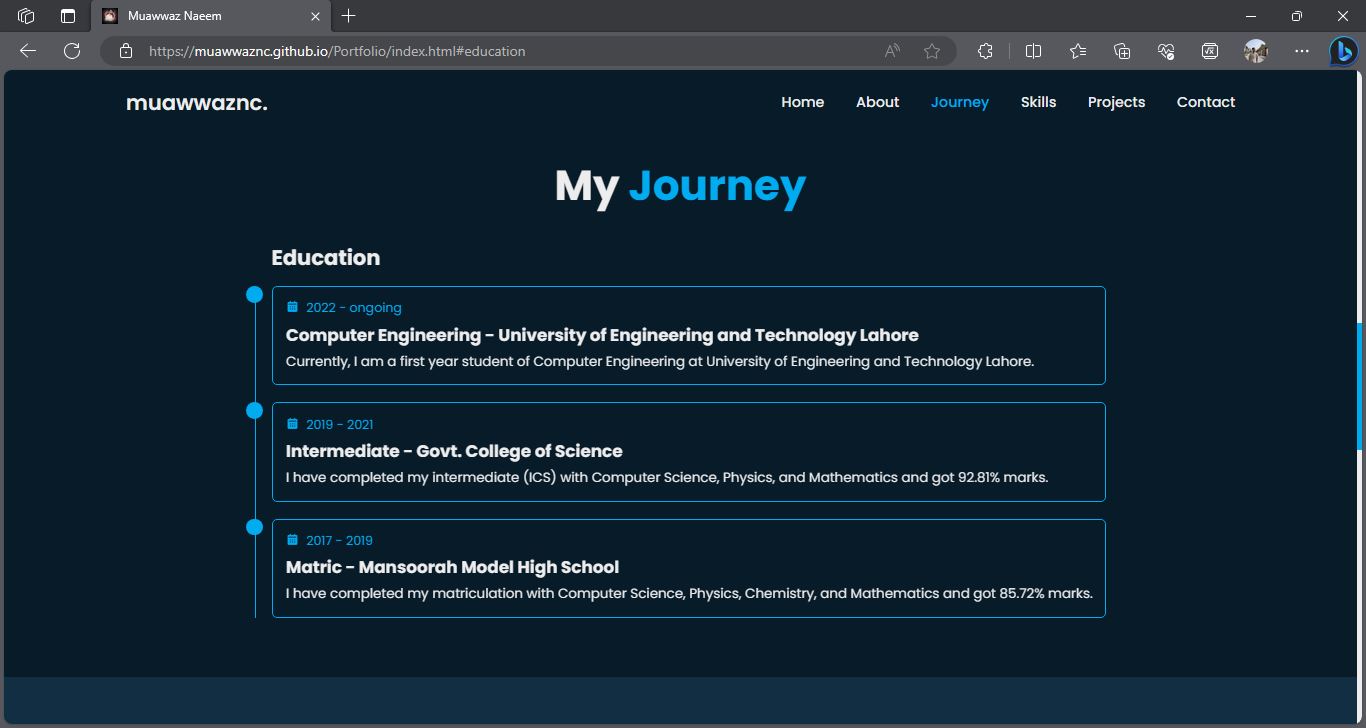 Muawwaz Naeem
https://muawwaznc.github.io/Portfolio/index.html#education
muawwaznc.
Home About Journey Skills Projects Contact
My Journey
Education
2022 - ongoing
Computer Engineering - University of Engineering and Technology Lahore
Currently, I am a first year student of Computer Engineering at University of Engineering and Technology Lahore.
2019 - 2021
Intermediate - Govt. College of Science
I have completed my intermediate (ICS) with Computer Science, Physics, and Mathematics and got 92.81% marks.
2017 - 2019
Matric - Mansoorah Model High School
I have completed my matriculation with Computer Science, Physics, Chemistry, and Mathematics and got 85.72% marks.